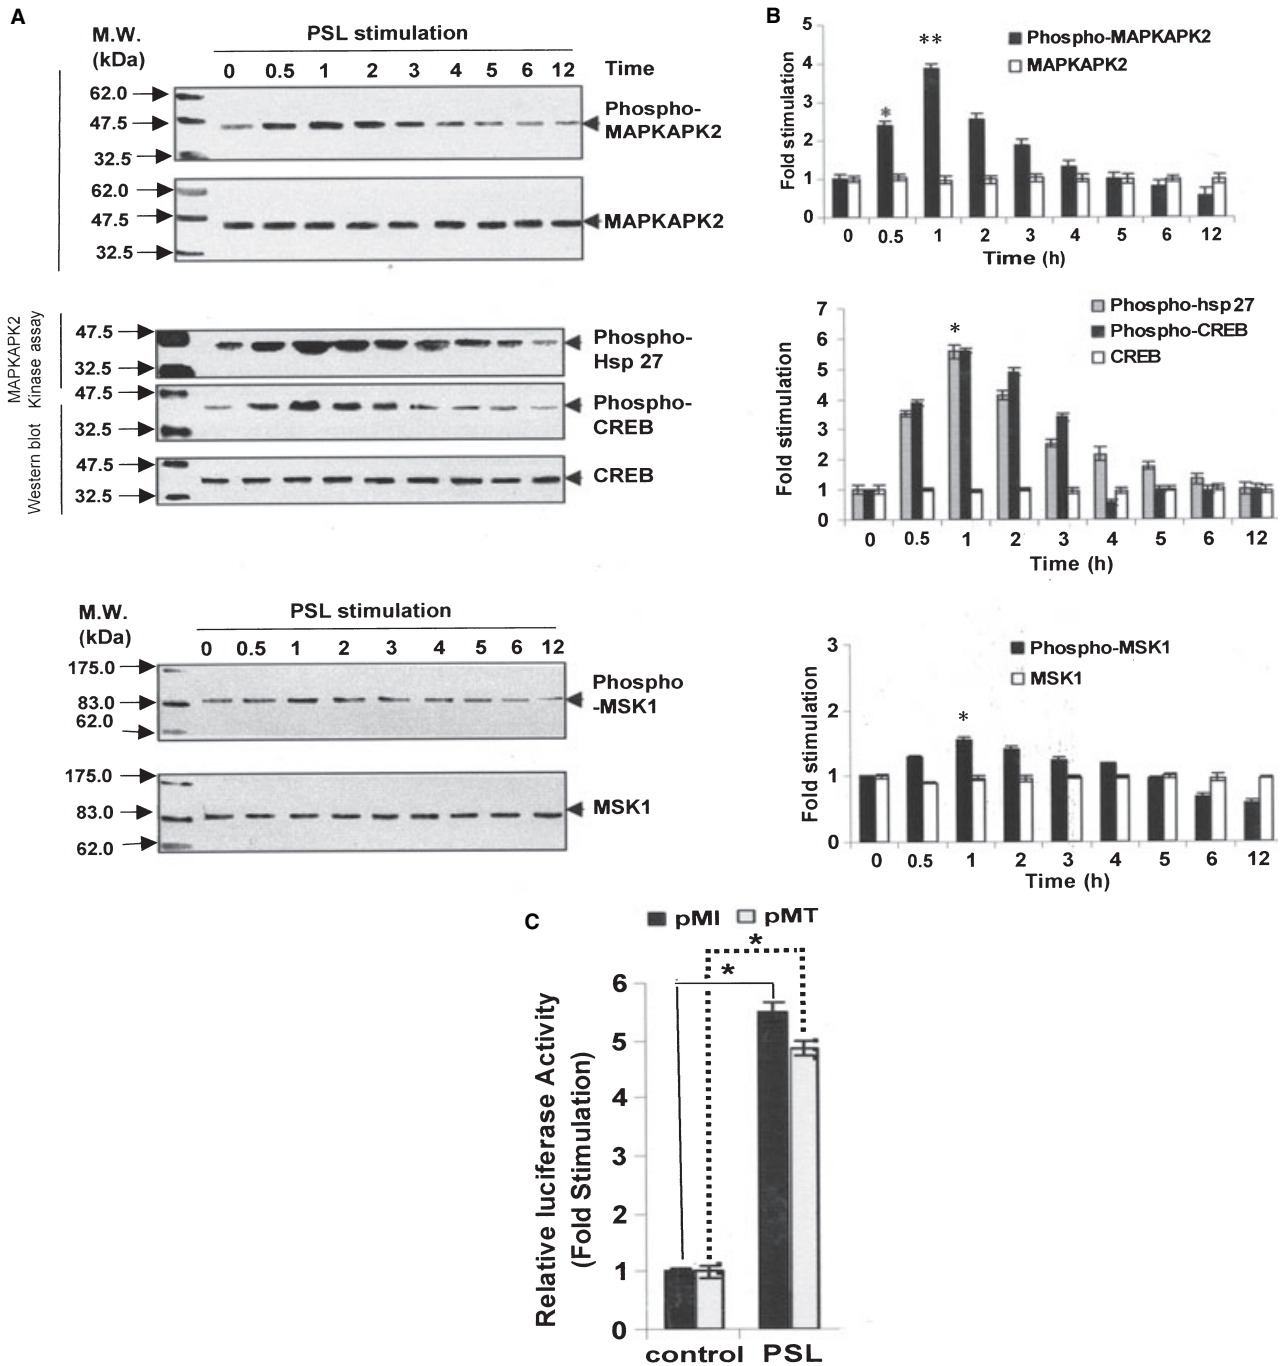 A
M.W.
(kDa)
PSL stimulation
0 0.5 1 2 3 4 5 6 12 Time
62.0
47.5
32.5
Phospho-
MAPKAPK2
62.0
47.5
32.5
MAPKAPK2
MAPKAPK2
Kinase assay
47.5
32.5
Phospho-
Hsp 27
Western blot
47.5
32.5
Phospho-
CREB
47.5
32.5
CREB
M.W.
(kDa)
PSL stimulation
0 0.5 1 2 3 4 5 6 12
175.0
83.0
62.0
Phospho
-MSK1
175.0
83.0
62.0
MSK1
B
Phospho-MAPKAPK2
MAPKAPK2
Fold stimulation
5
4
3
2
1
0
*
**
0 0.5 1 2 3 4 5 6 12
Time (h)
Phospho-hsp27
Phospho-CREB
CREB
Fold stimulation
7
6
5
4
3
2
1
0
*
0 0.5 1 2 3 4 5 6 12
Time (h)
Phospho-MSK1
MSK1
Fold stimulation
3
2
1
0
*
0 0.5 1 2 3 4 5 6 12
Time (h)
C
pMI pMT
*
*
Relative luciferase Activity
(Fold Stimulation)
6
5
4
3
2
1
0
control PSL